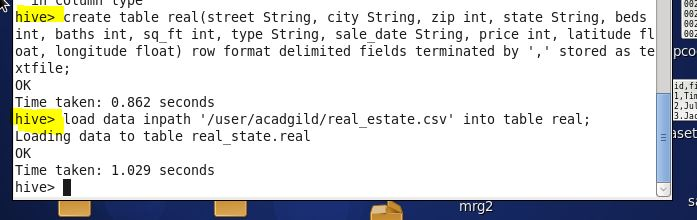 in column type
hive> create table real(street String, city String, zip int, state String, beds
int, baths int, sq_ft int, type String, sale_date String, price int, latitude fl
oat, longitude float) row format delimited fields terminated by ',' stored as te
xtfile;
OK
Time taken: 0.862 seconds
hive> load data inpath '/user/acadgild/real_estate.csv' into table real;
Loading data to table real_state.real
OK
Time taken: 1.029 seconds
hive>
002
002
pco
id,fi
1,Tim
2,Jul
3.Jac
aset
mrg2